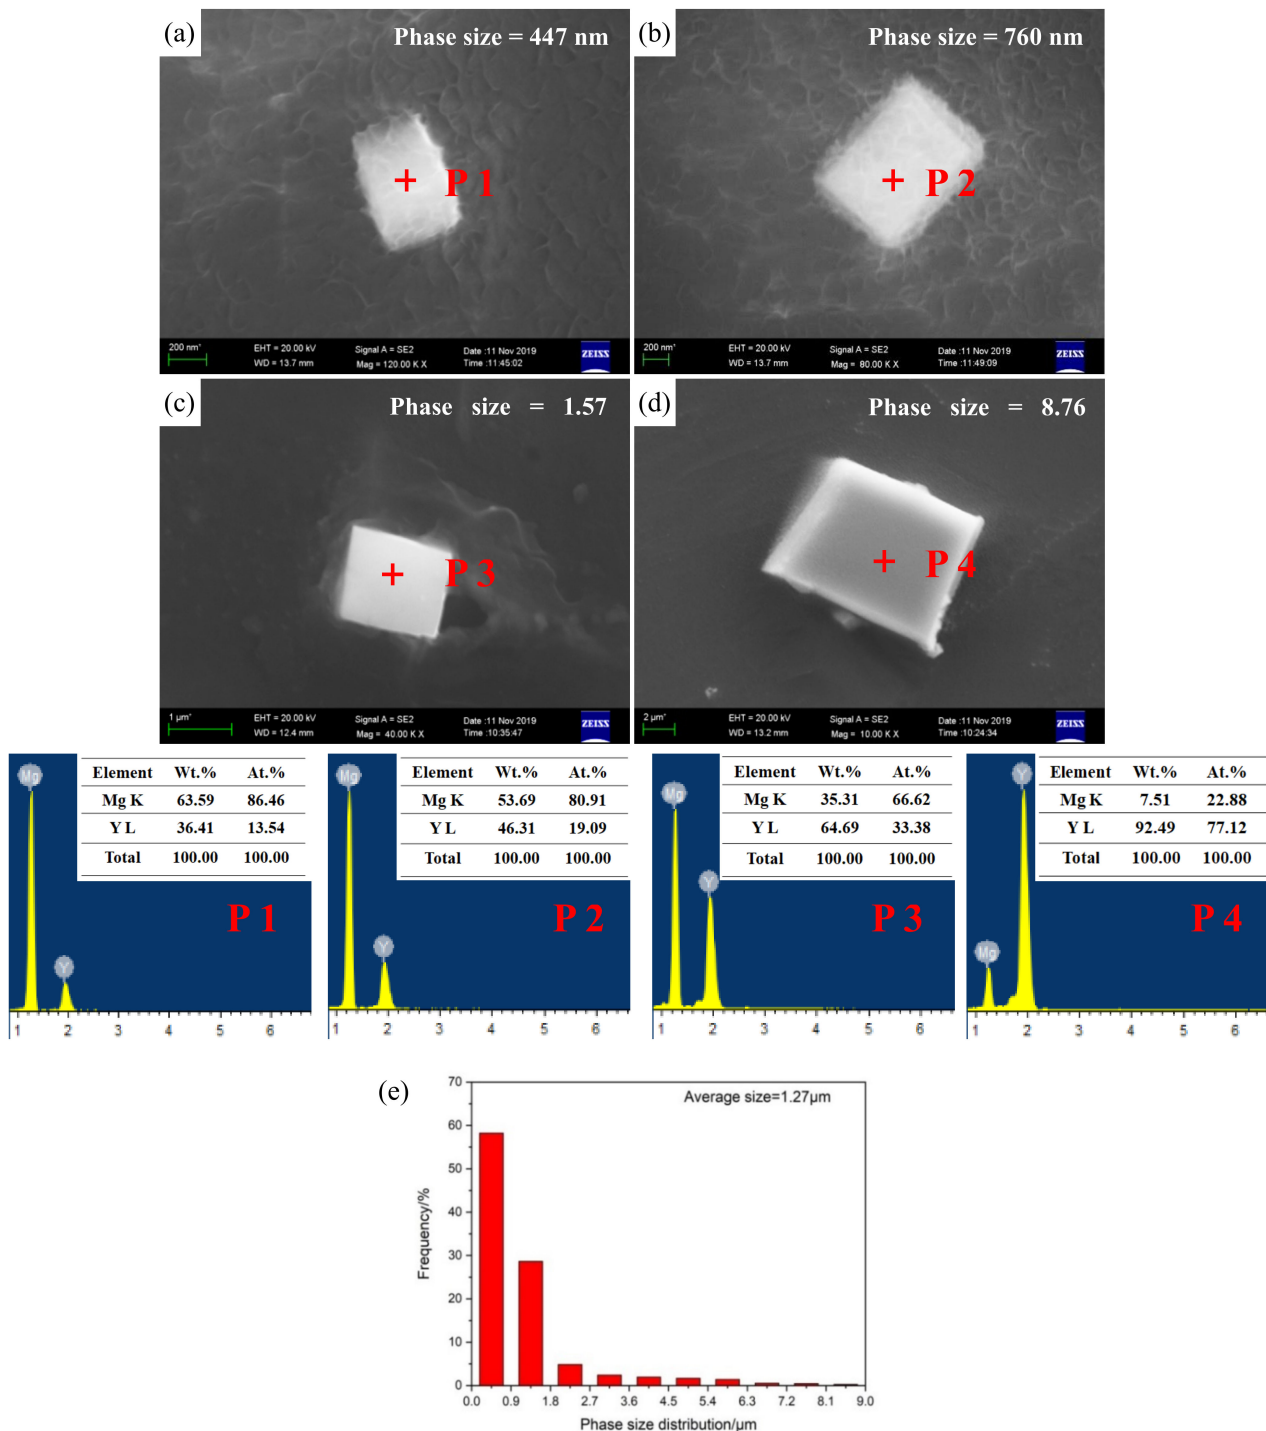 (a) Phase size = 447 nm
(b) Phase size = 760 nm
+ P 1
+ P 2
200 nm
EHT = 20.00 kV Signal A = SE2 Date :11 Nov 2019 ZEISS
WD = 13.7 mm Mag = 120.00 K X Time :11:45:02
200 nm
EHT = 20.00 kV Signal A = SE2 Date :11 Nov 2019 ZEISS
WD = 13.7 mm Mag = 80.00 K X Time :11:49:09
(c) Phase size = 1.57
(d) Phase size = 8.76
+ P 3
+ P 4
1 µm
EHT = 20.00 kV Signal A = SE2 Date :11 Nov 2019 ZEISS
WD = 12.4 mm Mag = 40.00 K X Time :10:35:47
2 µm
EHT = 20.00 kV Signal A = SE2 Date :11 Nov 2019 ZEISS
WD = 13.2 mm Mag = 10.00 K X Time :10:24:34
Mg
Y
Element Wt.% At.%
Mg K 63.59 86.46
Y L 36.41 13.54
Total 100.00 100.00
P 1
1 2 3 4 5 6
Mg
Y
Element Wt.% At.%
Mg K 53.69 80.91
Y L 46.31 19.09
Total 100.00 100.00
P 2
1 2 3 4 5 6
Mg
Y
Element Wt.% At.%
Mg K 35.31 66.62
Y L 64.69 33.38
Total 100.00 100.00
P 3
1 2 3 4 5 6
Y
Mg
Element Wt.% At.%
Mg K 7.51 22.88
Y L 92.49 77.12
Total 100.00 100.00
P 4
1 2 3 4 5 6
(e)
Average size=1.27µm
Frequency/%
70
60
50
40
30
20
10
0
0.0 0.9 1.8 2.7 3.6 4.5 5.4 6.3 7.2 8.1 9.0
Phase size distribution/µm